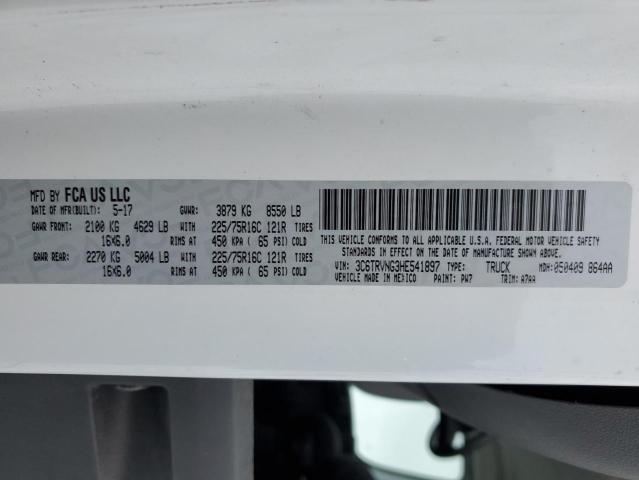 MFD BY FCA US LLC
DATE OF MFR(BUILT): 5-17 GVWR: 3879 KG 8550 LB
GAWR FRONT: 2100 KG 4629 LB WITH 225/75R16C 121R TIRES
16X6.0 RIMS AT 450 KPA ( 65 PSI) COLD
GAWR REAR: 2270 KG 5004 LB WITH 225/75R16C 121R TIRES
16X6.0 RIMS AT 450 KPA ( 65 PSI) COLD
THIS VEHICLE CONFORMS TO ALL APPLICABLE U.S.A. FEDERAL MOTOR VEHICLE SAFETY
STANDARDS IN EFFECT ON THE DATE OF MANUFACTURE SHOWN ABOVE.
VIN: 3C6TRVNG3HE541897 TYPE: TRUCK MDH: 050409 864AA
VEHICLE MADE IN MEXICO PAINT: PW7 TRIM: A7AA